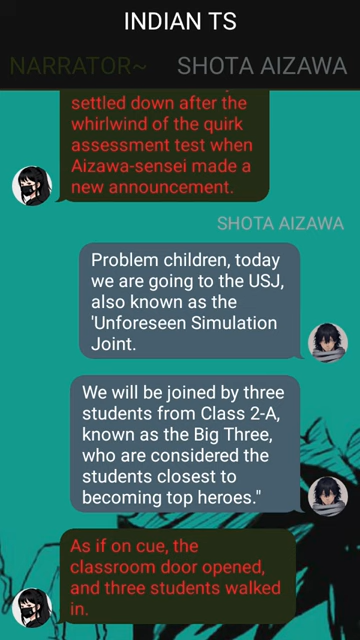 INDIAN TS
NARRATOR~ SHOTA AIZAWA
settled down after the
whirlwind of the quirk
assessment test when
Aizawa-sensei made a
new announcement.
SHOTA AIZAWA
Problem children, today
we are going to the USJ,
also known as the
'Unforeseen Simulation
Joint.
We will be joined by three
students from Class 2-A,
known as the Big Three,
who are considered the
students closest to
becoming top heroes."
As if on cue, the
classroom door opened,
and three students walked
in.